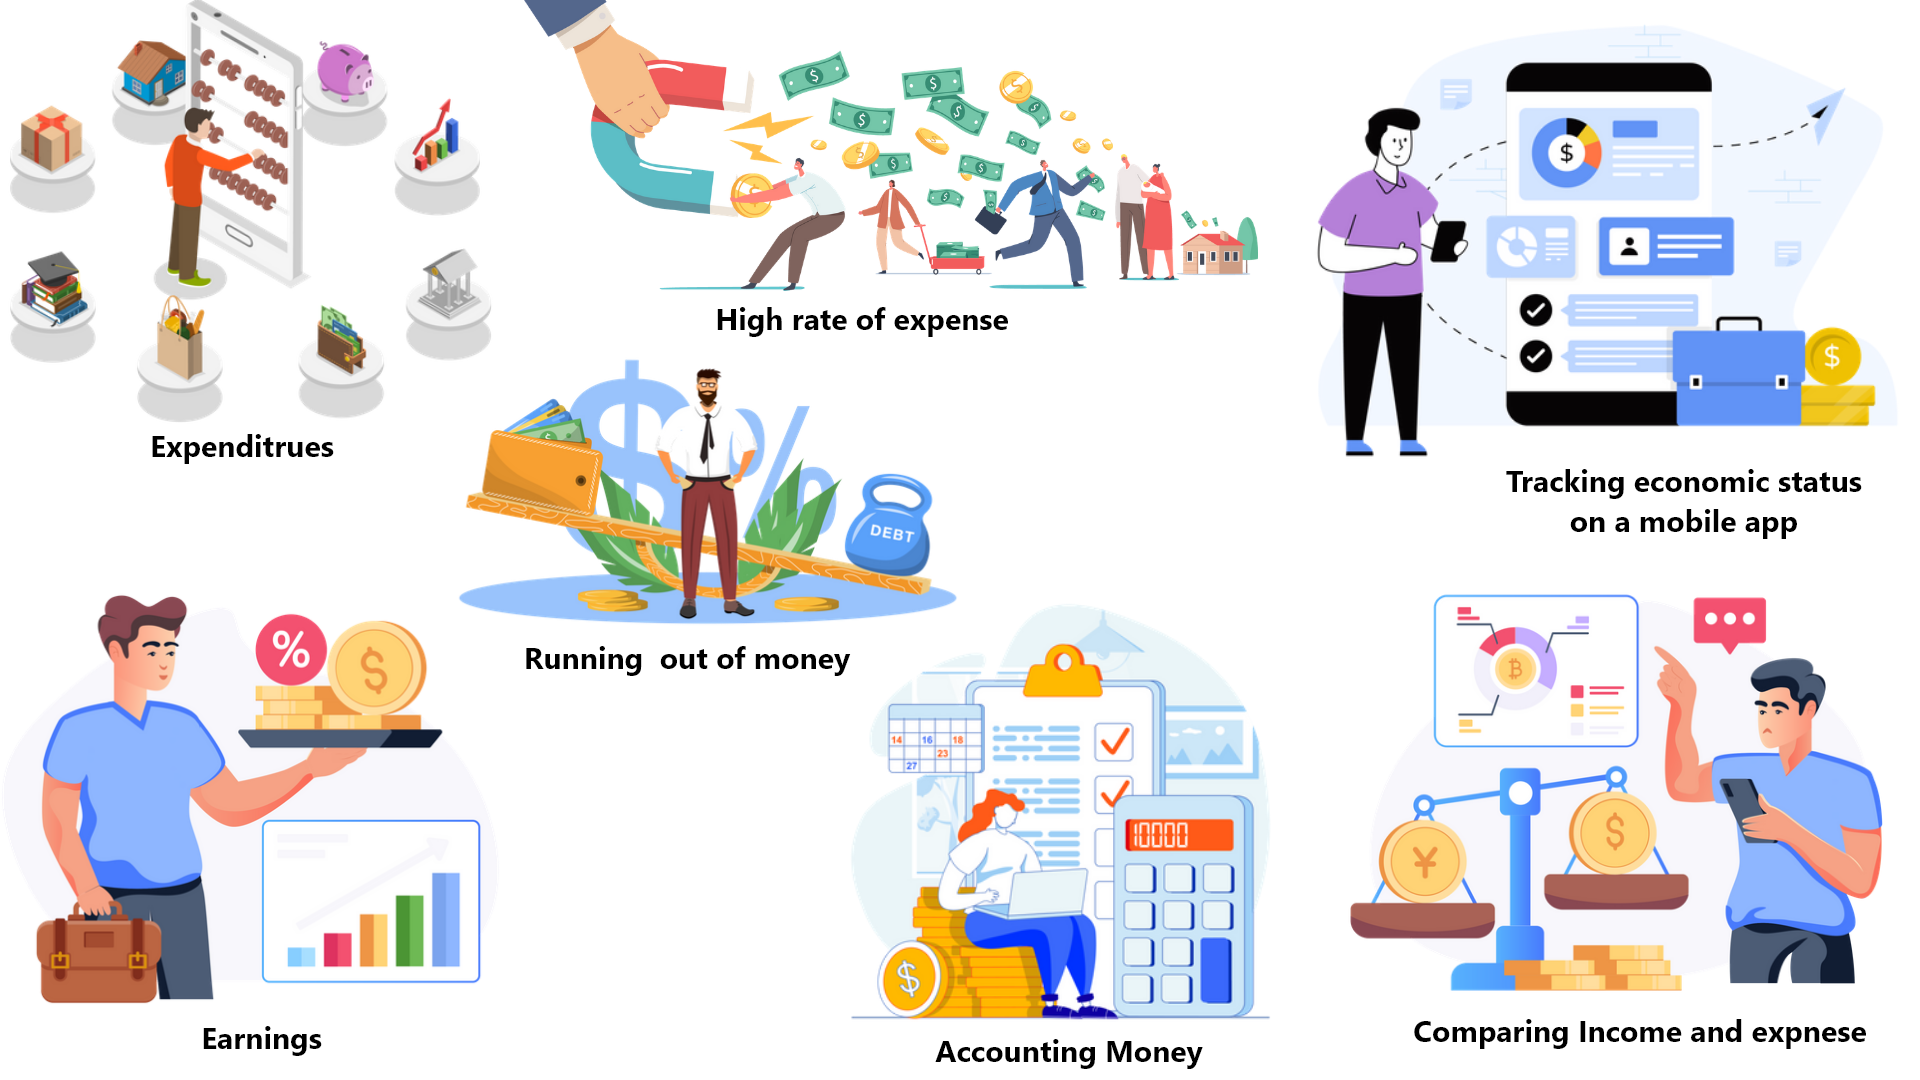 High rate of expense
Expenditrues
Tracking economic status
on a mobile app
DEBT
Running  out of money
%
$
Earnings
14 16 18
23
27
10000
$
Accounting Money
¥
$
Comparing Income and expnese